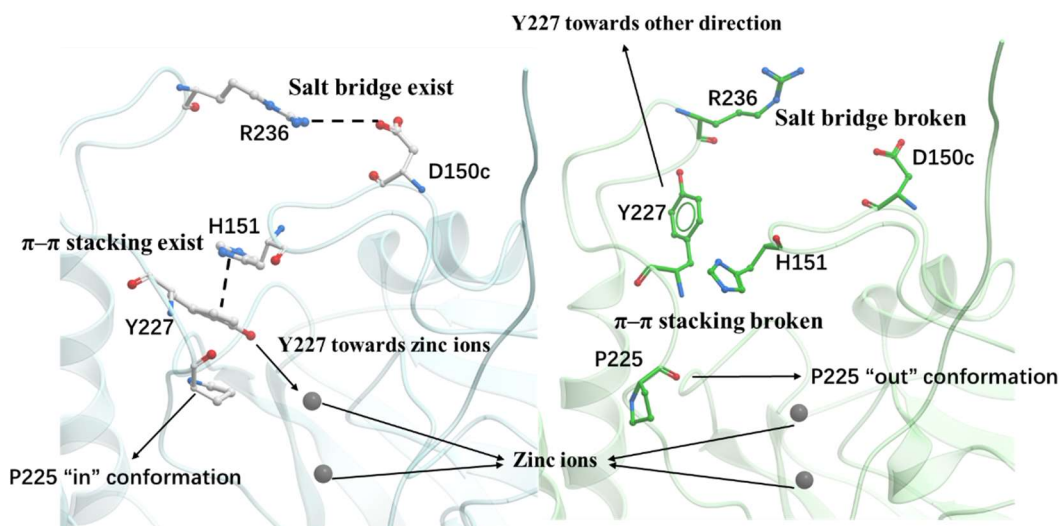 Y227 towards other direction
Salt bridge exist
R236
D150c
H151
π–π stacking exist
Y227
Y227 towards zinc ions
P225 "in" conformation
R236
Salt bridge broken
D150c
Y227
H151
π–π stacking broken
P225
P225 "out" conformation
Zinc ions